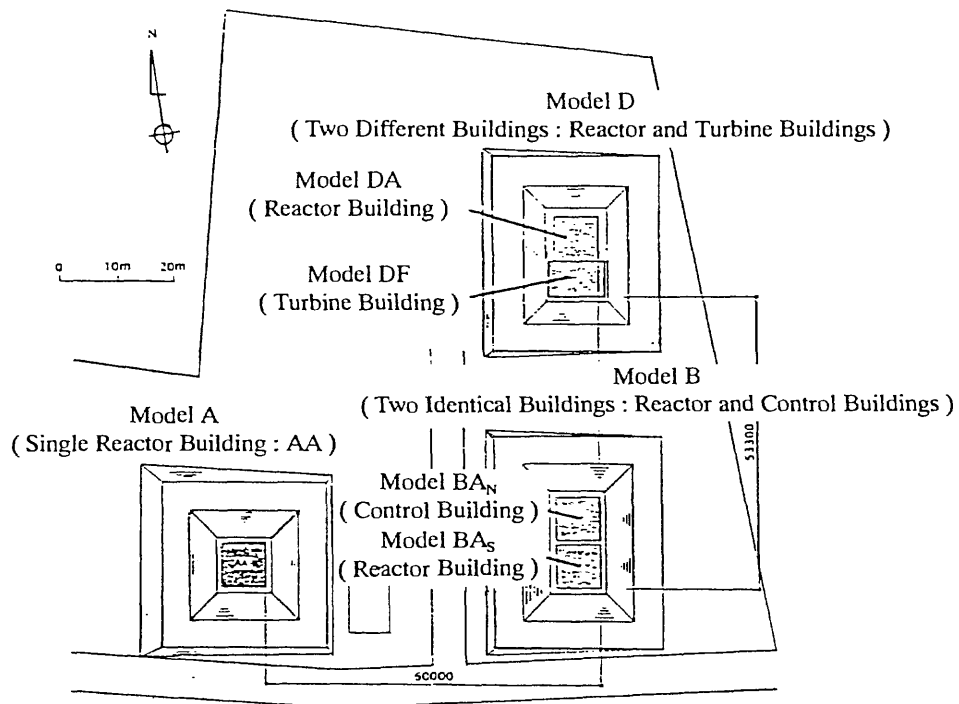 N
Model D
( Two Different Buildings : Reactor and Turbine Buildings )
Model DA
( Reactor Building )
0 10m 20m
Model DF
( Turbine Building )
Model B
( Two Identical Buildings : Reactor and Control Buildings )
Model A
( Single Reactor Building : AA )
53300
Model BAN
( Control Building )
Model BAS
( Reactor Building )
AA
50000